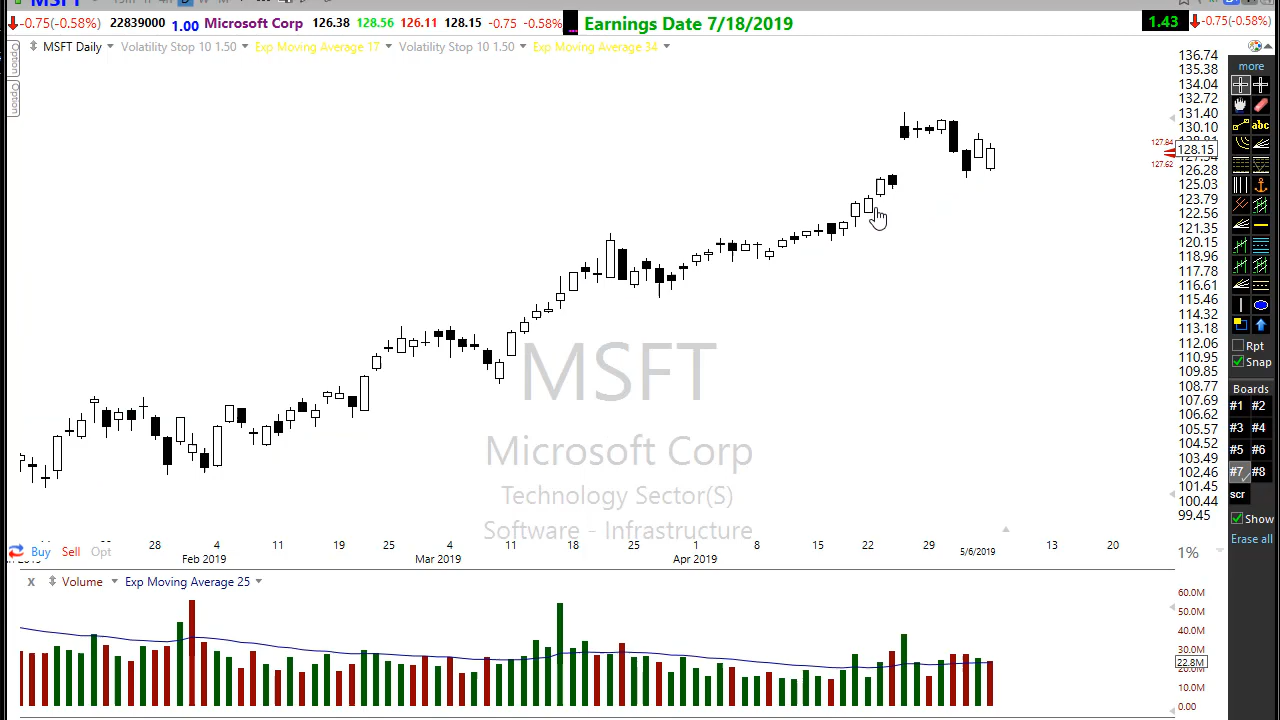 -0.75(-0.58%) 22839000 1.00 Microsoft Corp 126.38 128.56 126.11 128.15 -0.75 -0.58% Earnings Date 7/18/2019 1.43 -0.75(-0.58%)
MSFT Daily Volatility Stop 10 1.50 Exp Moving Average 17 Volatility Stop 10 1.50 Exp Moving Average 34
Option
Option
136.74
135.38
134.04
132.72
131.40
130.10
127.84
128.15
127.62
126.28
125.03
123.79
122.56
121.35
120.15
118.96
117.78
116.61
115.46
114.32
113.18
112.06
110.95
109.85
108.77
107.69
106.62
105.57
104.52
103.49
102.46
101.45
100.44
99.45
more
abc
Rpt
Snap
Boards
#1 #2
#3 #4
#5 #6
#7 #8
scr
Show
Erase all
MSFT
Microsoft Corp
Technology Sector(S)
Software - Infrastructure
28 4 11 19 25 4 11 18 25 1 8 15 22 29 5/6/2019 13 20
Feb 2019 Mar 2019 Apr 2019
Buy Sell Opt
1%
X Volume Exp Moving Average 25
60.0M
50.0M
40.0M
30.0M
22.8M
10.0M
0.00